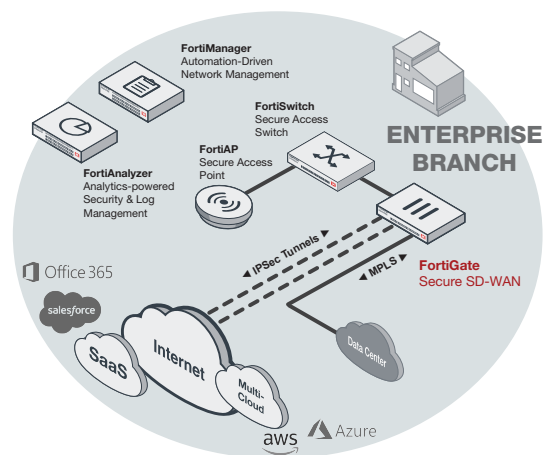 FortiManager
Automation-Driven
Network Management
FortiSwitch
Secure Access
Switch
ENTERPRISE
BRANCH
FortiAP
Secure Access
Point
FortiAnalyzer
Analytics-powered
Security & Log
Management
◄ IPSec Tunnels ►
◄ MPLS ►
FortiGate
Secure SD-WAN
Office 365
salesforce
SaaS
Internet
Multi-
Cloud
Data Center
aws
Azure